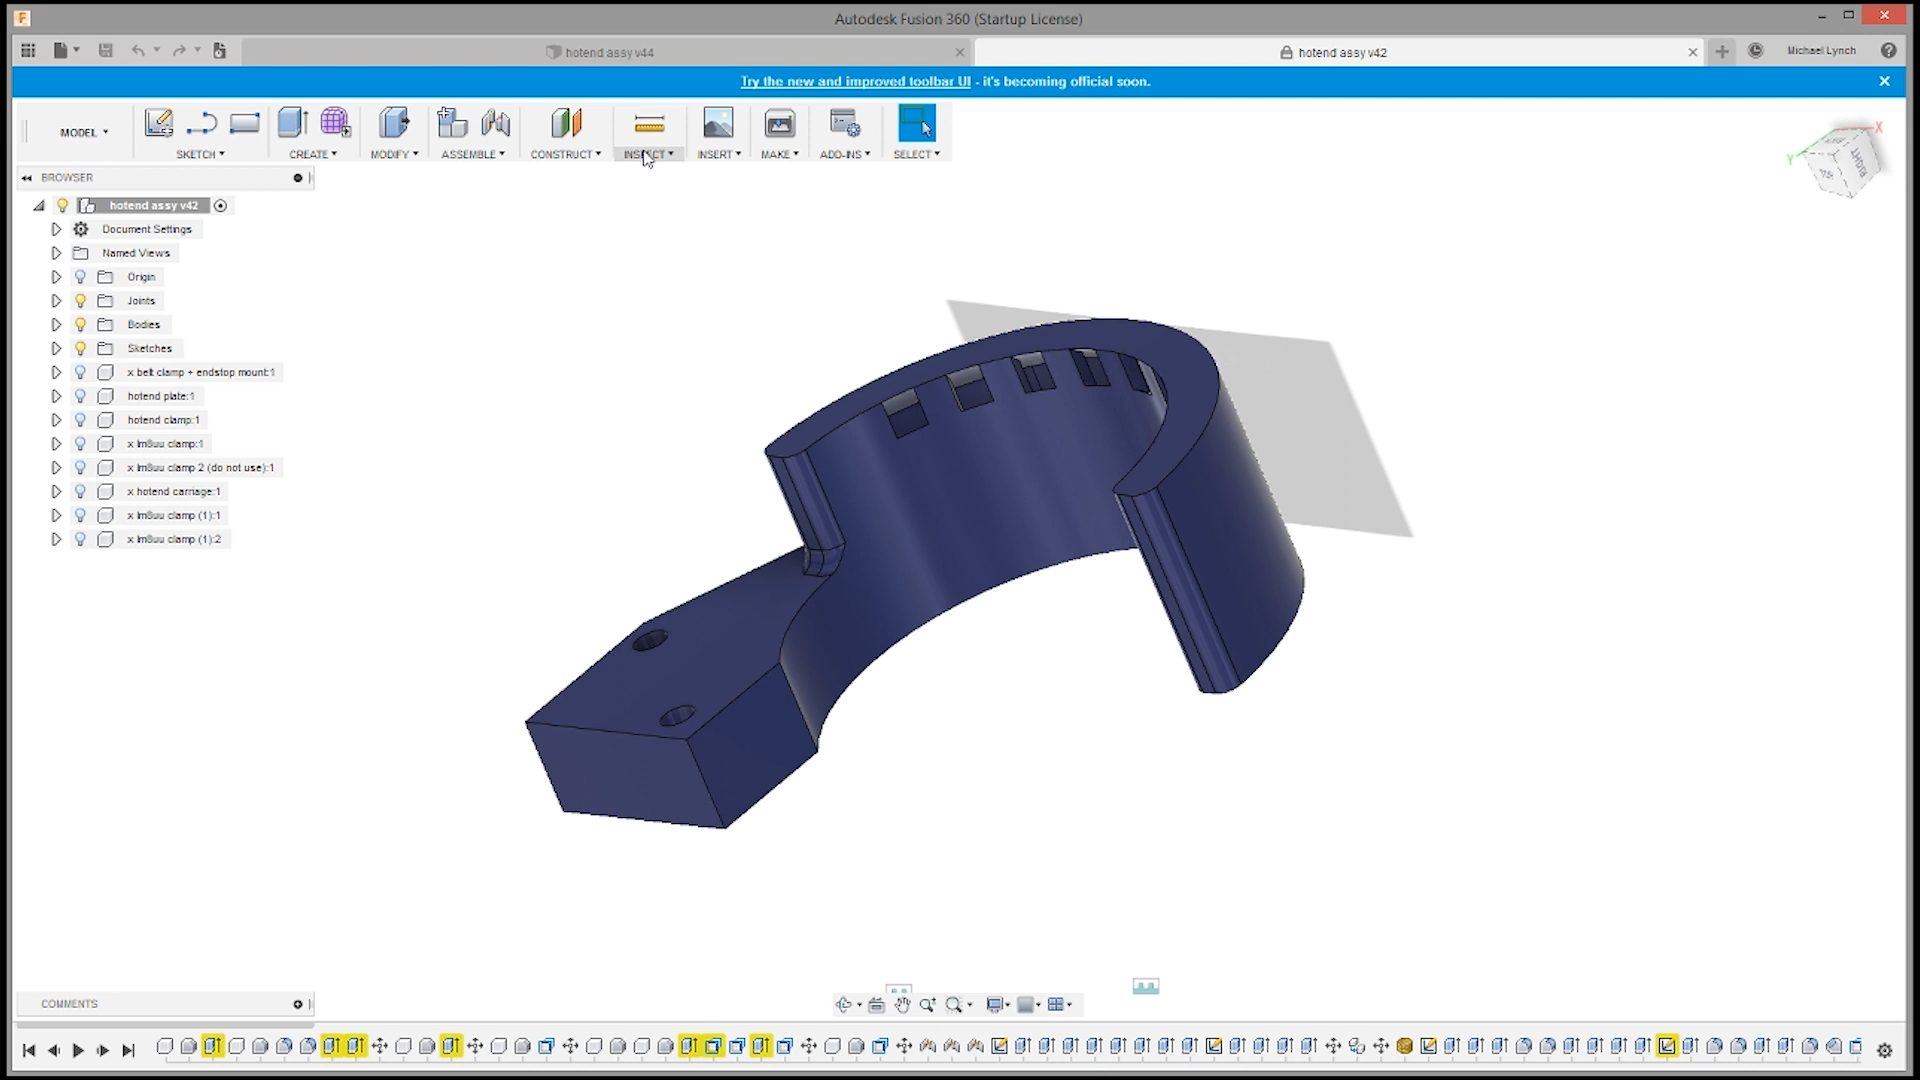 F
Autodesk Fusion 360 (Startup License)
hotend assy v44
hotend assy v42
Michael Lynch
Try the new and improved toolbar UI - it's becoming official soon.
MODEL
SKETCH
CREATE
MODIFY
ASSEMBLE
CONSTRUCT
INSPECT
INSERT
MAKE
ADD-INS
SELECT
X
Y
TOP
RIGHT
BROWSER
hotend assy v42
Document Settings
Named Views
Origin
Joints
Bodies
Sketches
x belt clamp + endstop mount:1
hotend plate:1
hotend clamp:1
x lm8uu clamp:1
x lm8uu clamp 2 (do not use):1
x hotend carriage:1
x lm8uu clamp (1):1
x lm8uu clamp (1):2
COMMENTS